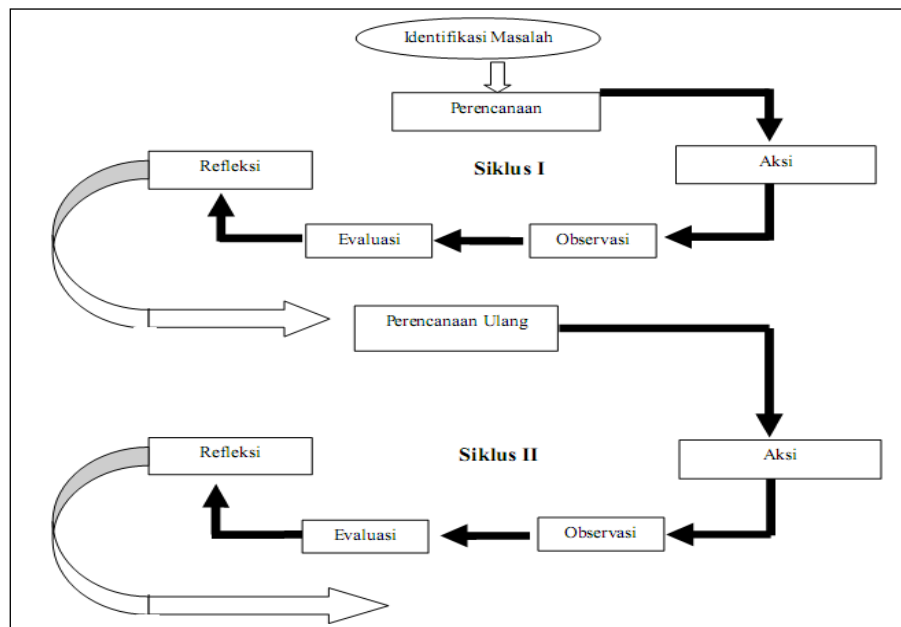 Identifikasi Masalah
Perencanaan
Aksi
Refleksi
Siklus I
Evaluasi
Observasi
Perencanaan Ulang
Refleksi
Siklus II
Aksi
Evaluasi
Observasi